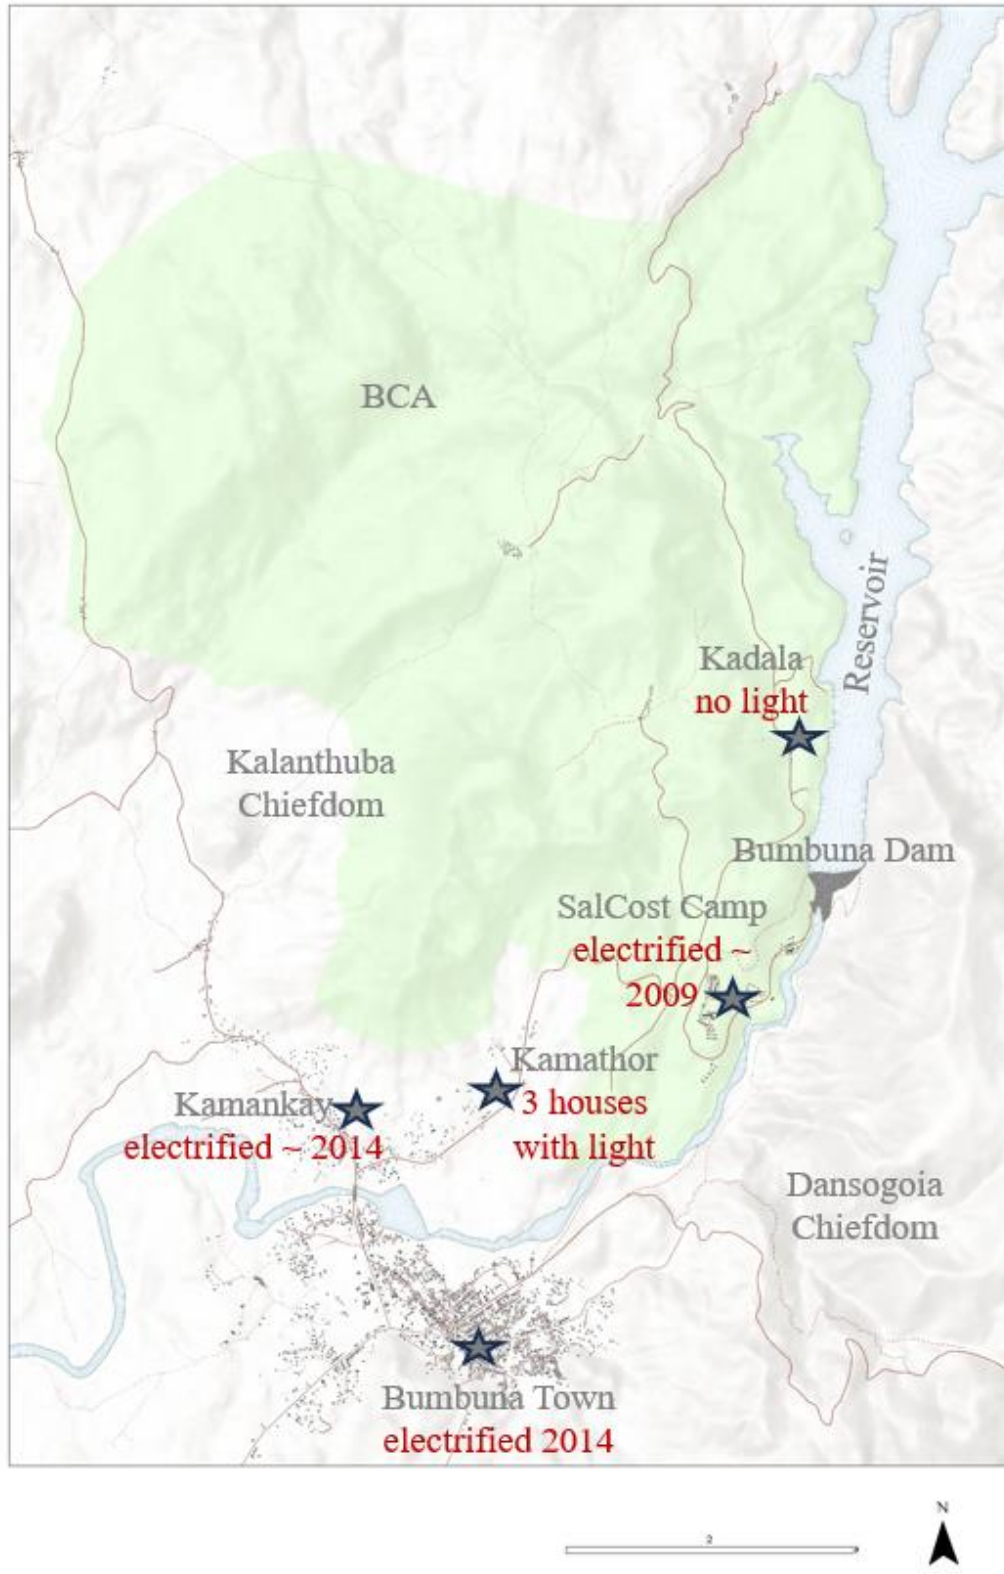 BCA
Reservoir
Kadala
no light
Kalanthuba
Chiefdom
Bumbuna Dam
SalCost Camp
electrified ~
2009
Kamathor
3 houses
with light
Kamankay
electrified ~ 2014
Dansogoia
Chiefdom
Bumbuna Town
electrified 2014
N
2